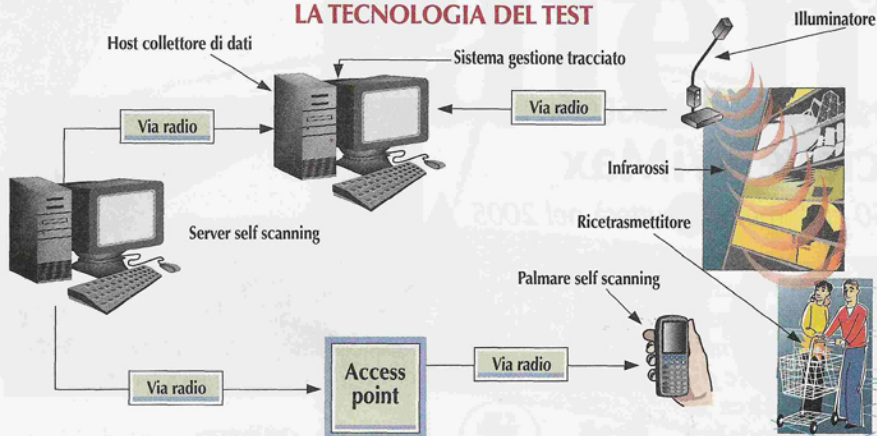 LA TECNOLOGIA DEL TEST
Illuminatore
Host collettore di dati
Sistema gestione tracciato
Via radio
Via radio
Infrarossi
Ricetrasmettitore
Server self scanning
Palmare self scanning
Via radio
Access
point
Via radio